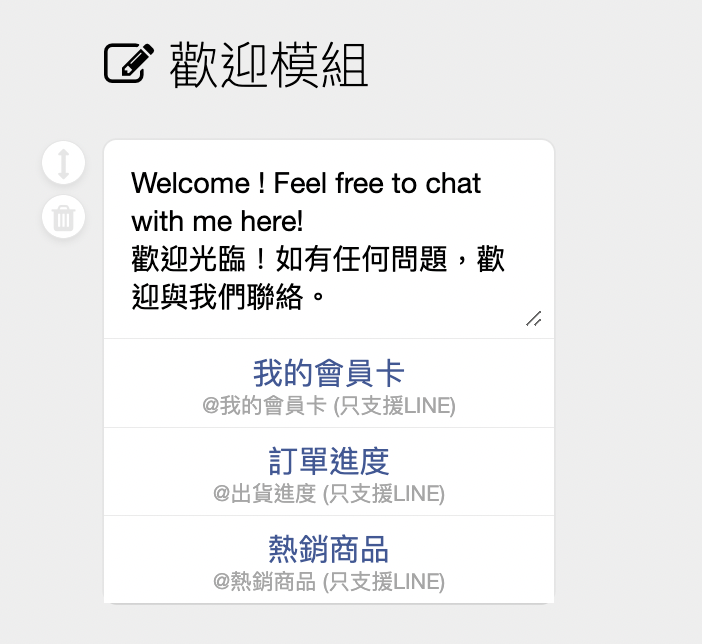 歡迎模組
Welcome ! Feel free to chat
with me here!
歡迎光臨！如有任何問題，歡
迎與我們聯絡。
我的會員卡
@我的會員卡 (只支援LINE)
訂單進度
@出貨進度 (只支援LINE)
熱銷商品
@熱銷商品 (只支援LINE)